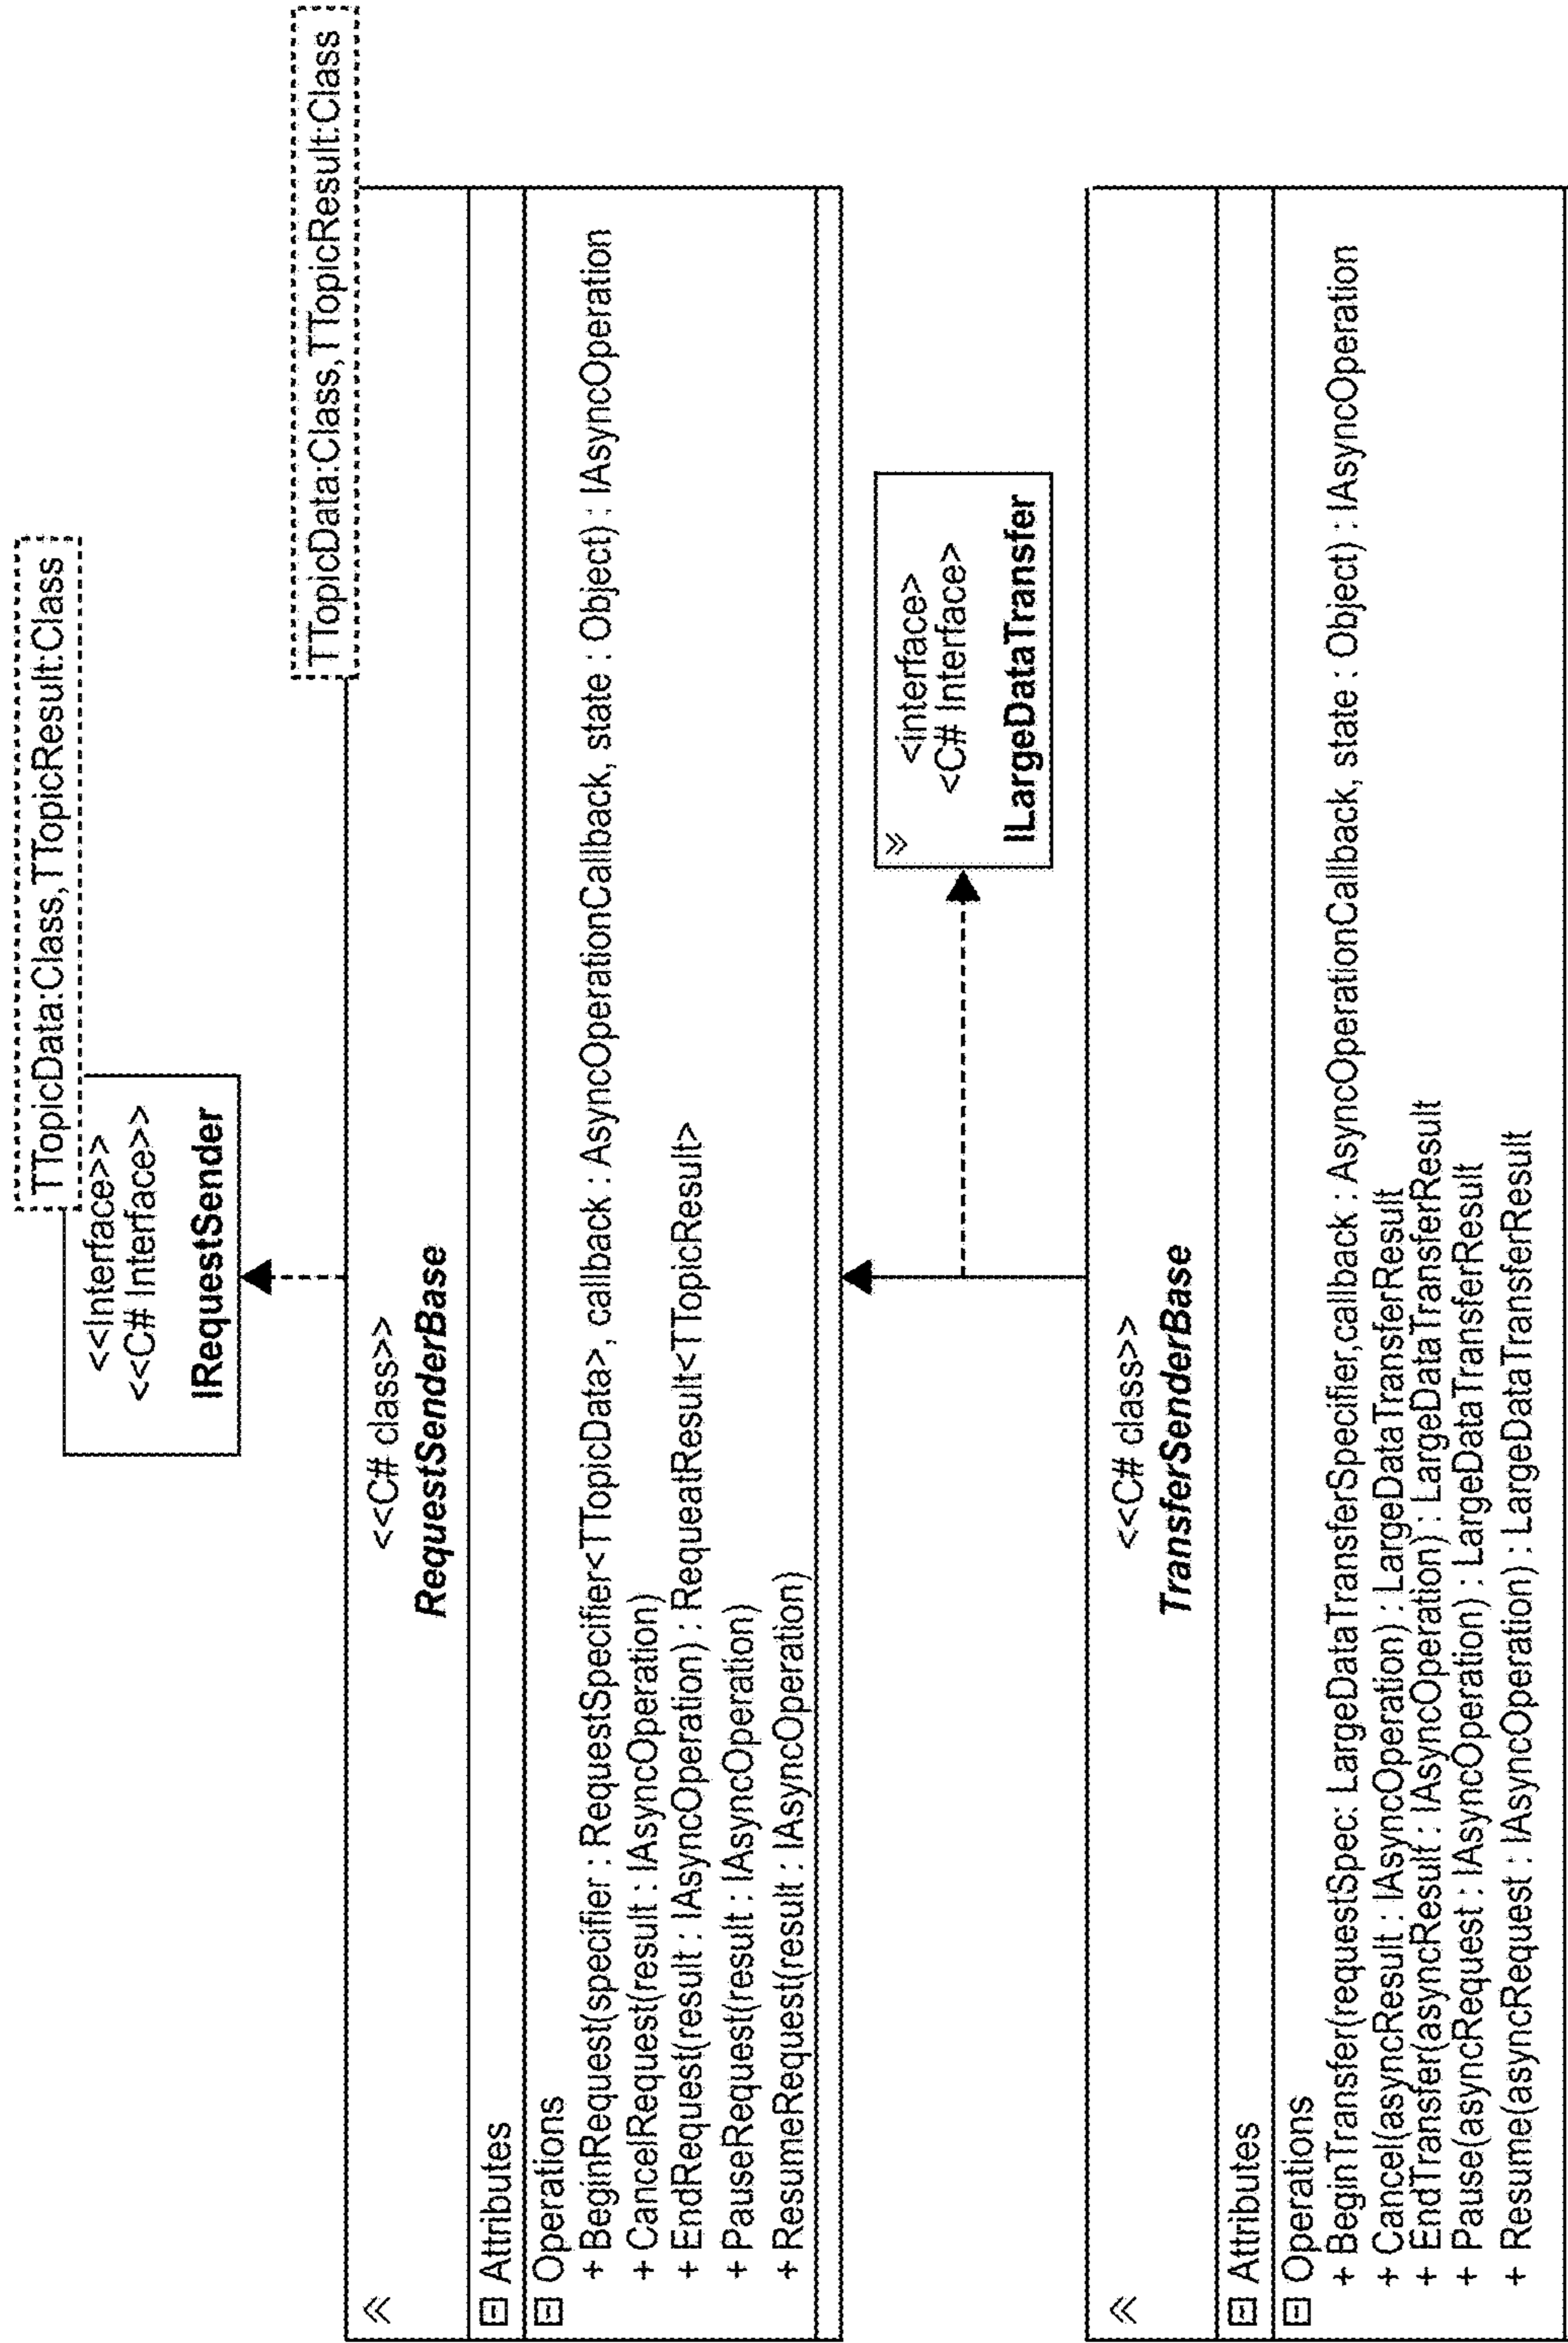 TTopicData:Class,TTopicResult:Class
<<Interface>>
<<C# Interface>>
IRequestSender
TTopicData:Class,TTopicResult:Class
<<C# class>>
RequestSenderBase
Attributes
Operations
+ BeginRequest(specifier : RequestSpecifier<TTopicData>, callback : AsyncOperationCallback, state : Object) : IAsyncOperation
+ CancelRequest(result : IAsyncOperation)
+ EndRequest(result : IAsyncOperation) : RequeatResult<TTopicResult>
+ PauseRequest(result : IAsyncOperation)
+ ResumeRequest(result : IAsyncOperation)
<interface>
<C# Interface>
ILargeDataTransfer
<<C# class>>
TransferSenderBase
Attributes
Operations
+ BeginTransfer(requestSpec: LargeDataTransferSpecifier,callback : AsyncOperationCallback, state : Object) : IAsyncOperation
+ Cancel(asyncResult : IAsyncOperation) : LargeDataTransferResult
+ EndTransfer(asyncResult : IAsyncOperation) : LargeDataTransferResult
+ Pause(asyncRequest : IAsyncOperation) : LargeDataTransferResult
+ Resume(asyncRequest : IAsyncOperation) : LargeDataTransferResult